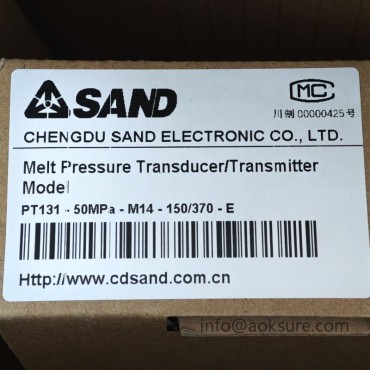 SAND
MC
川制 00000425号
CHENGDU SAND ELECTRONIC CO., LTD.
Melt Pressure Transducer/Transmitter
Model
PT131 - 50MPa - M14 - 150/370 - E
Http://www.cdsand.com.cn
info@aoksure.com